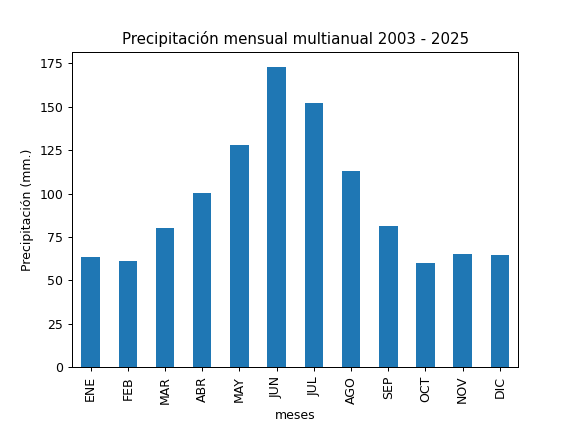 Precipitación mensual multianual 2003 - 2025
Precipitación (mm.)
175
150
125
100
75
50
25
0
ENE FEB MAR ABR MAY JUN JUL AGO SEP OCT NOV DIC
meses